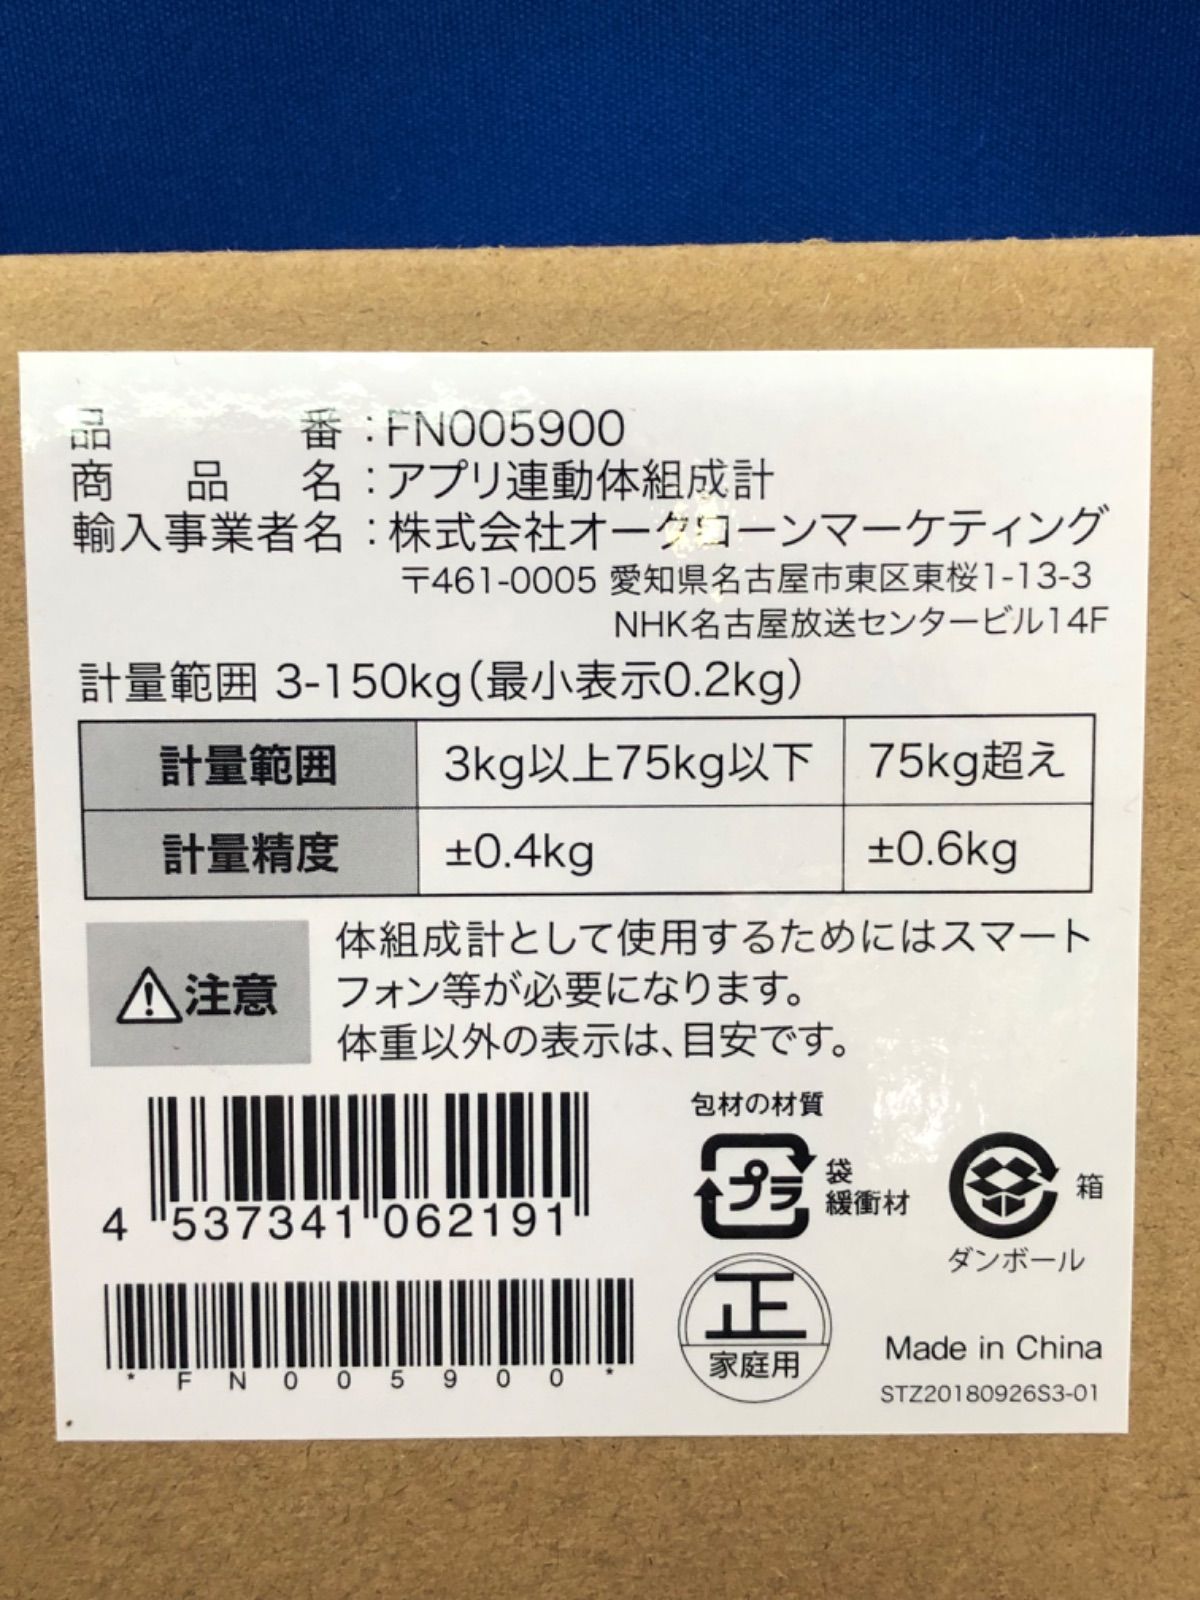 品番：FN005900
商品名：アプリ連動体組成計
輸入事業者名：株式会社オークローンマーケティング
〒461-0005 愛知県名古屋市東区東桜1-13-3
NHK名古屋放送センタービル14F
計量範囲 3-150kg（最小表示0.2kg）
計量範囲 3kg以上75kg以下 75kg超え
計量精度 ±0.4kg ±0.6kg
注意
体組成計として使用するためにはスマート
フォン等が必要になります。
体重以外の表示は、目安です。
4 537341 062191
*FN005900*
包材の材質
プラ
袋
緩衝材
箱
ダンボール
正
家庭用
Made in China
STZ20180926S3-01